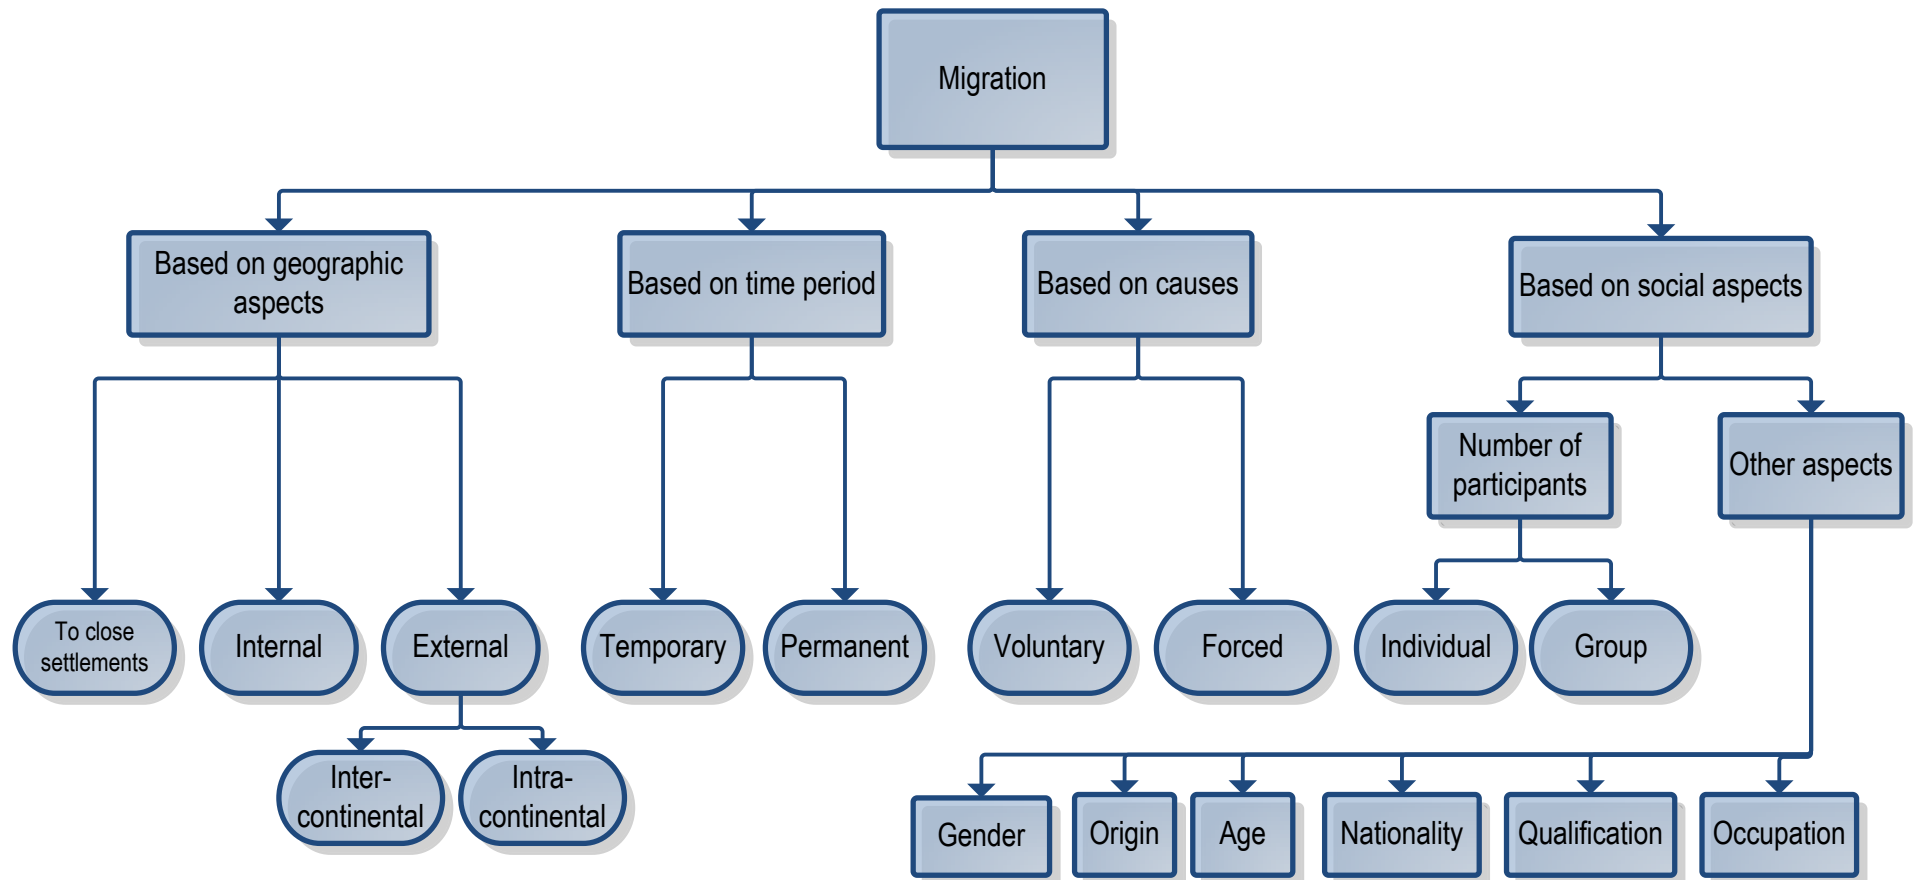 Migration
Based on geographic
aspects
Based on time period
Based on causes
Based on social aspects
Number of
participants
Other aspects
To close
settlements
Internal
External
Temporary
Permanent
Voluntary
Forced
Individual
Group
Inter-
continental
Intra-
continental
Gender
Origin
Age
Nationality
Qualification
Occupation